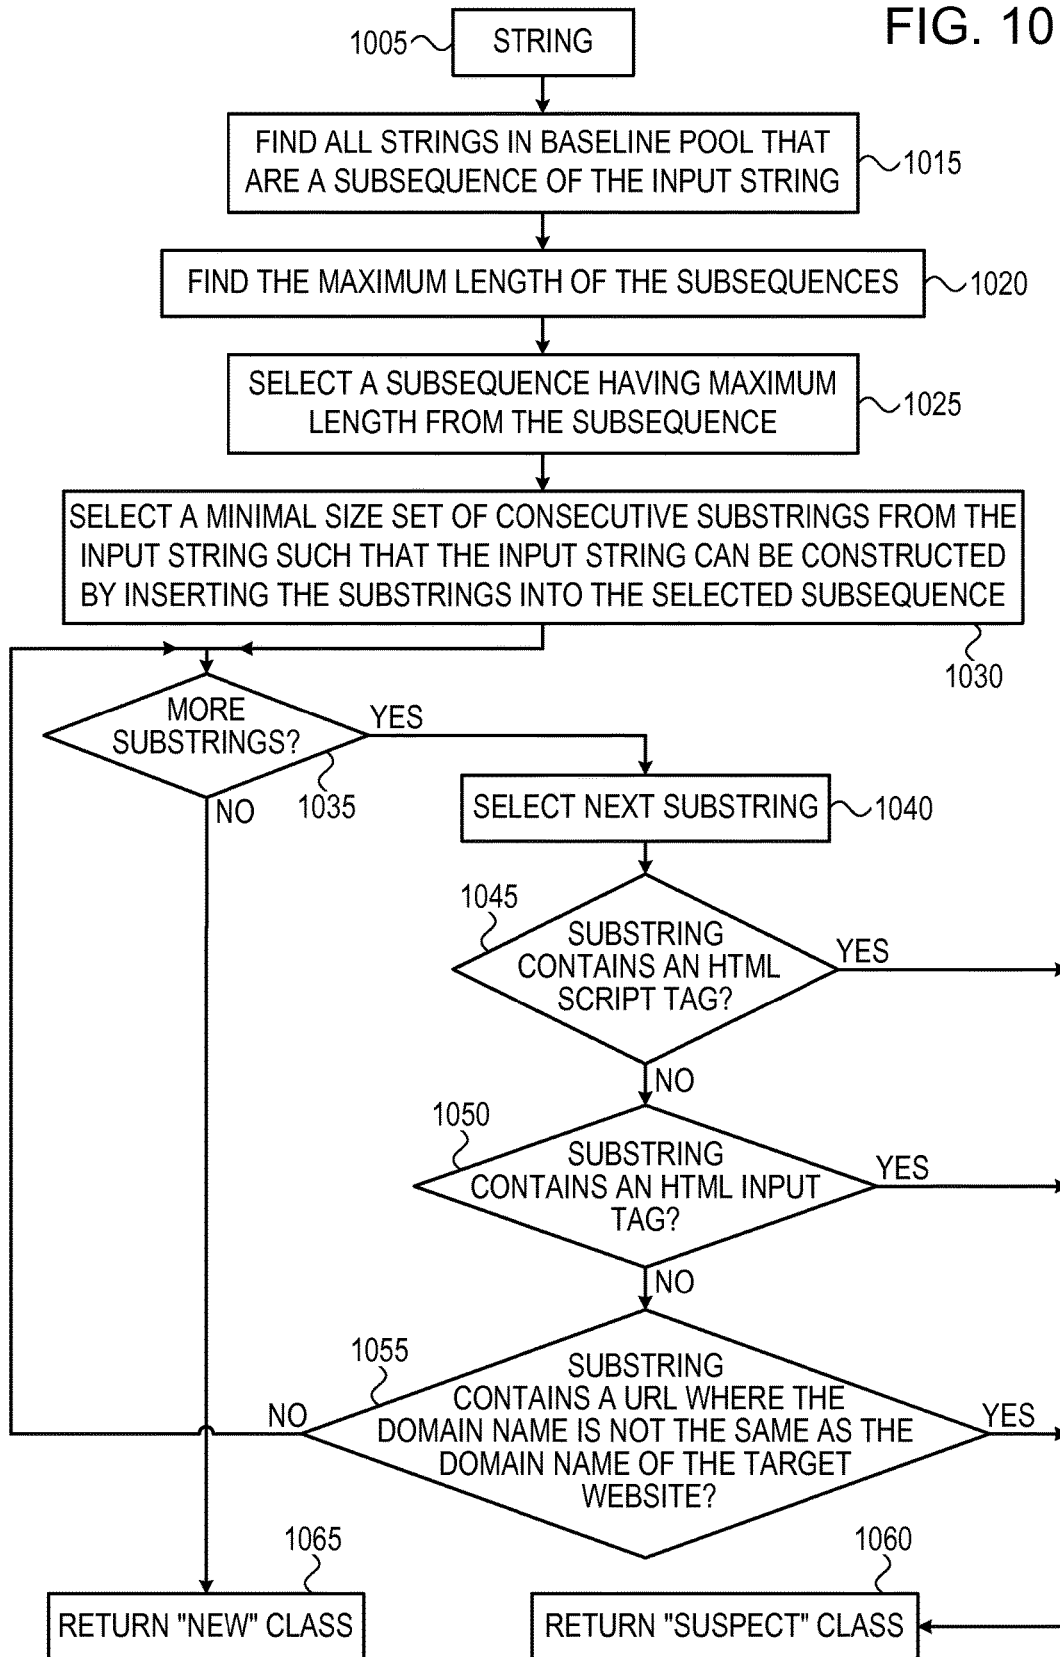 FIG. 10
1005
STRING
FIND ALL STRINGS IN BASELINE POOL THAT
ARE A SUBSEQUENCE OF THE INPUT STRING
1015
FIND THE MAXIMUM LENGTH OF THE SUBSEQUENCES
1020
SELECT A SUBSEQUENCE HAVING MAXIMUM
LENGTH FROM THE SUBSEQUENCE
1025
SELECT A MINIMAL SIZE SET OF CONSECUTIVE SUBSTRINGS FROM THE
INPUT STRING SUCH THAT THE INPUT STRING CAN BE CONSTRUCTED
BY INSERTING THE SUBSTRINGS INTO THE SELECTED SUBSEQUENCE
1030
MORE
SUBSTRINGS?
YES
1035
NO
SELECT NEXT SUBSTRING
1040
1045
SUBSTRING
CONTAINS AN HTML
SCRIPT TAG?
YES
NO
1050
SUBSTRING
CONTAINS AN HTML INPUT
TAG?
YES
NO
1055
SUBSTRING
CONTAINS A URL WHERE THE
DOMAIN NAME IS NOT THE SAME AS THE
DOMAIN NAME OF THE TARGET
WEBSITE?
NO
YES
1065
RETURN "NEW" CLASS
1060
RETURN "SUSPECT" CLASS